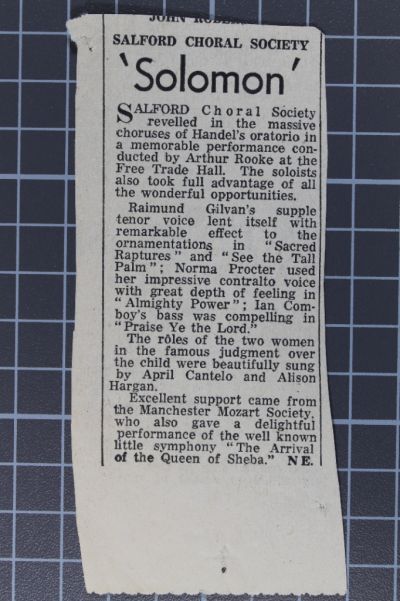 JOHN
SALFORD CHORAL SOCIETY
'Solomon'
SALFORD Choral Society
revelled in the massive
choruses of Handel's oratorio in
a memorable performance con-
ducted by Arthur Rooke at the
Free Trade Hall. The soloists
also took full advantage of all
the wonderful opportunities.
Raimund Gilvan's supple
tenor voice lent itself with
remarkable effect to the
ornamentations in "Sacred
Raptures" and "See the Tall
Palm"; Norma Procter used
her impressive contralto voice
with great depth of feeling in
"Almighty Power"; Ian Com-
boy's bass was compelling in
"Praise Ye the Lord."
The rôles of the two women
in the famous judgment over
the child were beautifully sung
by April Cantelo and Alison
Hargan.
Excellent support came from
the Manchester Mozart Society,
who also gave a delightful
performance of the well known
little symphony "The Arrival
of the Queen of Sheba." NE.